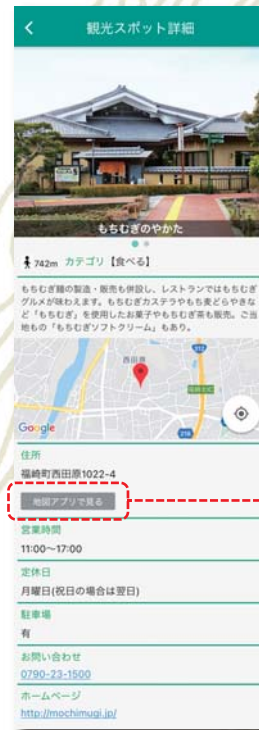 観光スポット詳細
もちむぎのやかた
742m カテゴリ【食べる】
もちむぎ麺の製造・販売も併設し、レストランではもちむぎ
グルメが味わえます。もちむぎカステラやもち麦どらやきな
ど「もちむぎ」を使用したお菓子やもちむぎ茶も販売。ご当
地もの「もちむぎソフトクリーム」もあり。
西田原
Google
住所
福崎町西田原1022-4
地図アプリで見る
営業時間
11:00〜17:00
定休日
月曜日(祝日の場合は翌日)
駐車場
有
お問い合わせ
0790-23-1500
ホームページ
http://mochimugi.jp/